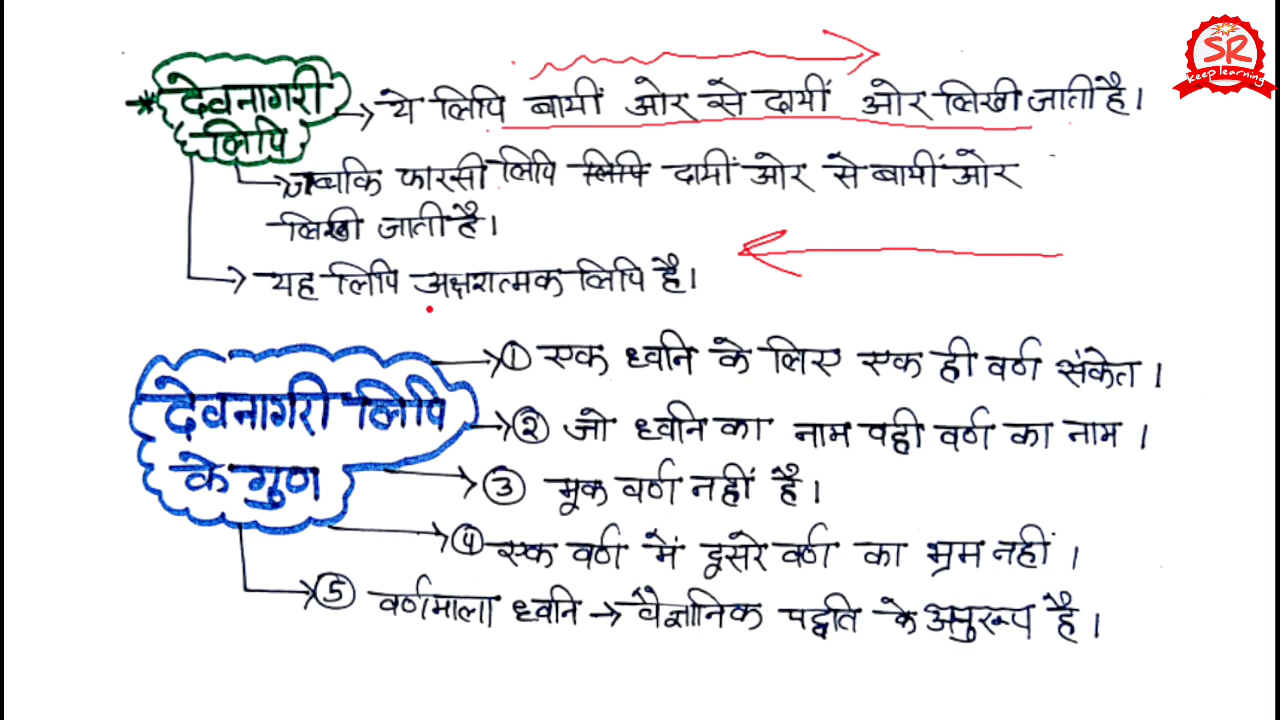 SR
keep learning
* देवनागरी लिपि → ये लिपि बायीं ओर से दायीं ओर लिखी जाती है।
→ जबकि फारसी लिपि लिपि दायीं ओर से बायीं ओर
लिखी जाती है।
→ यह लिपि अक्षरात्मक लिपि है।
देवनागरी लिपि
के गुण
→ ① एक ध्वनि के लिए एक ही वर्ण संकेत।
→ ② जो ध्वनि का नाम वही वर्ण का नाम।
→ ③ मूक वर्ण नहीं है।
→ ④ एक वर्ण में दूसरे वर्ण का भ्रम नहीं।
→ ⑤ वर्णमाला ध्वनि → वैज्ञानिक पद्धति के अनुरूप है।